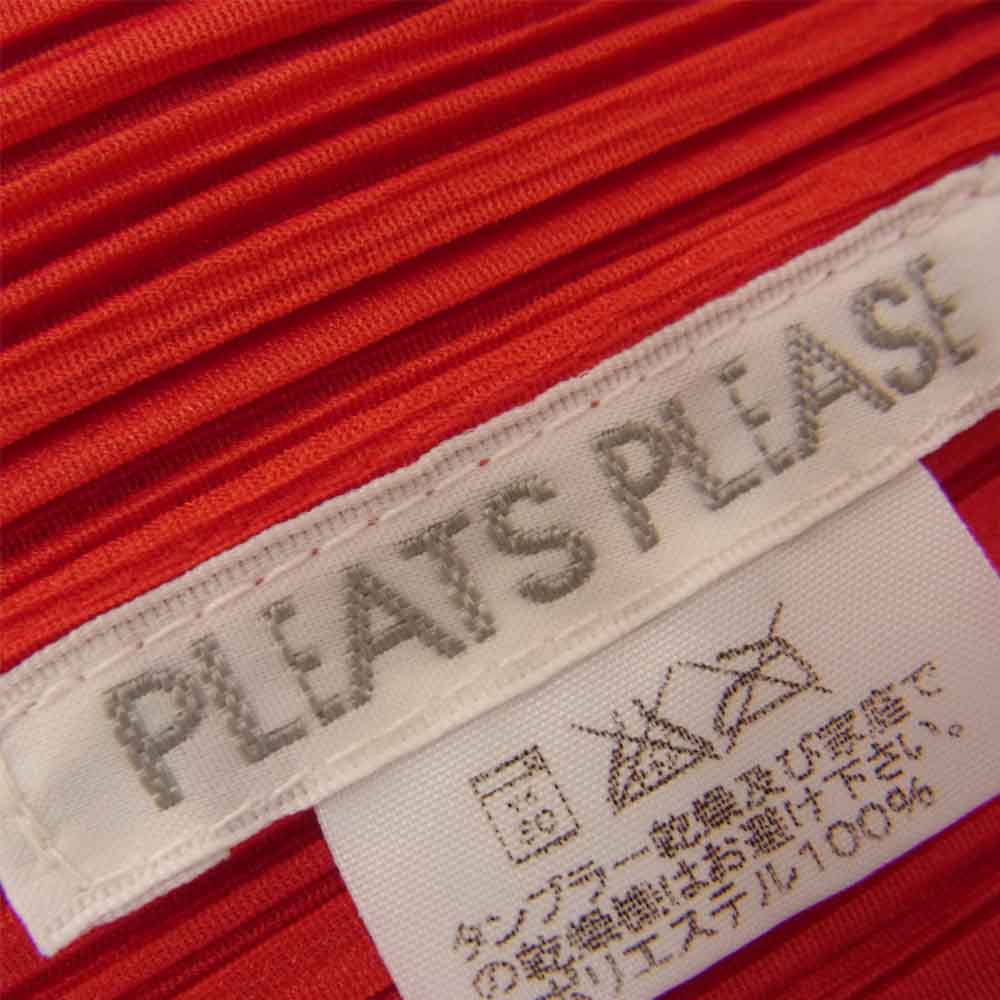 PLEATS PLEASE
タンブラー乾燥及び家庭で
の乾燥機はお避け下さい。
ポリエステル100%